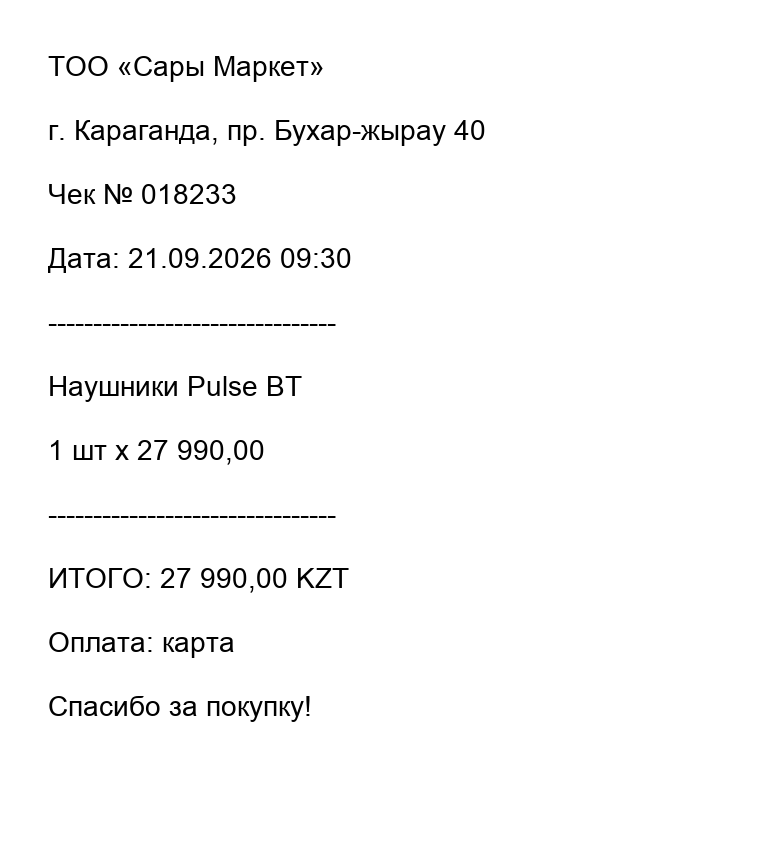 ТОО «Сары Маркет»
г. Караганда, пр. Бухар-жырау 40
Чек № 018233
Дата: 21.09.2026 09:30
--------------------------------
Наушники Pulse BT
1 шт x 27 990,00
--------------------------------
ИТОГО: 27 990,00 KZT
Оплата: карта
Спасибо за покупку!